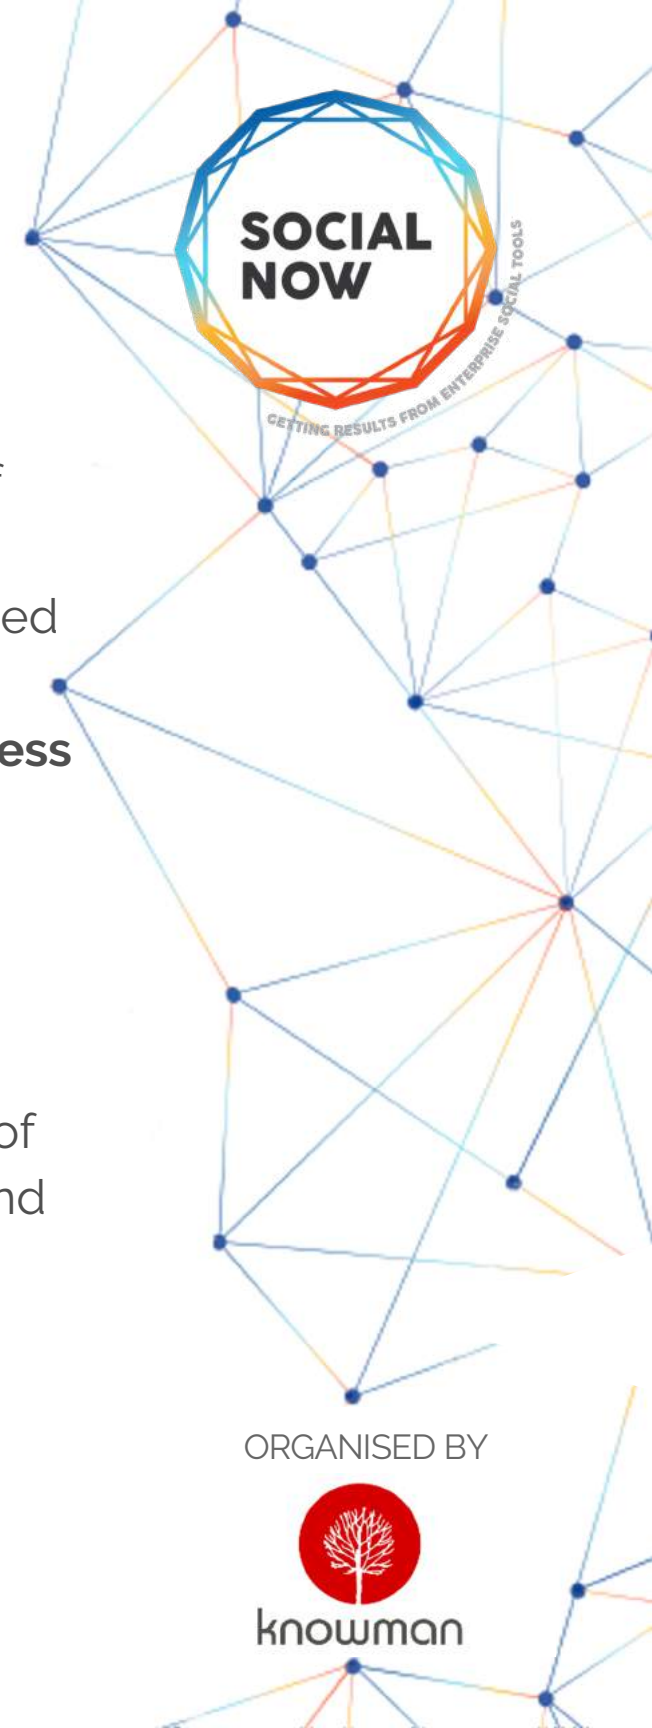 SOCIAL
NOW
GETTING RESULTS FROM ENTERPRISE SOCIAL TOOLS
ed
ess
of
nd
ORGANISED BY
knowman